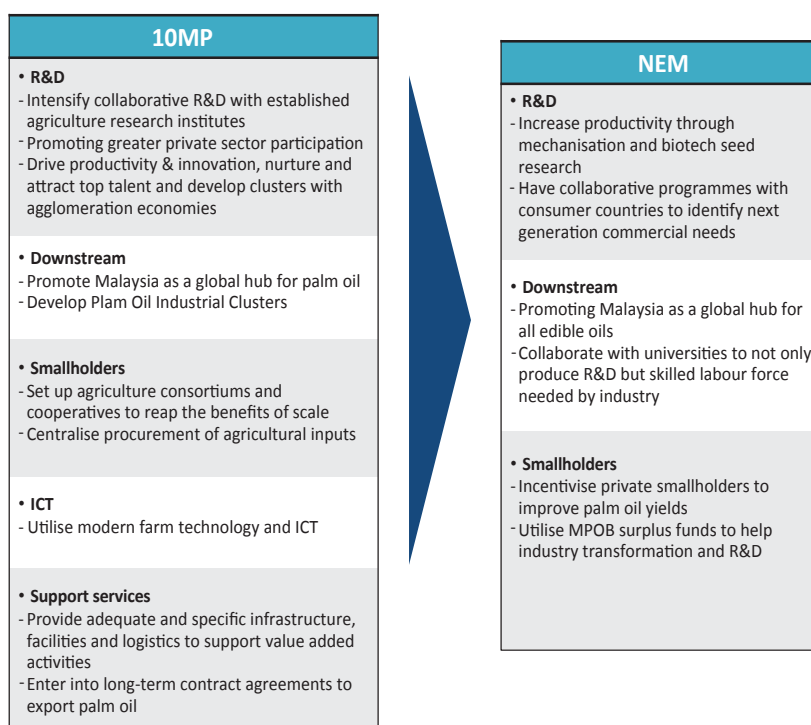 10MP
• R&D
- Intensify collaborative R&D with established
agriculture research institutes
- Promoting greater private sector participation
- Drive productivity & innovation, nurture and
attract top talent and develop clusters with
agglomeration economies
• Downstream
- Promote Malaysia as a global hub for palm oil
- Develop Plam Oil Industrial Clusters
• Smallholders
- Set up agriculture consortiums and
cooperatives to reap the benefits of scale
- Centralise procurement of agricultural inputs
• ICT
- Utilise modern farm technology and ICT
• Support services
- Provide adequate and specific infrastructure,
facilities and logistics to support value added
activities
- Enter into long-term contract agreements to
export palm oil
NEM
• R&D
- Increase productivity through
mechanisation and biotech seed
research
- Have collaborative programmes with
consumer countries to identify next
generation commercial needs
• Downstream
- Promoting Malaysia as a global hub for
all edible oils
- Collaborate with universities to not only
produce R&D but skilled labour force
needed by industry
• Smallholders
- Incentivise private smallholders to
improve palm oil yields
- Utilise MPOB surplus funds to help
industry transformation and R&D